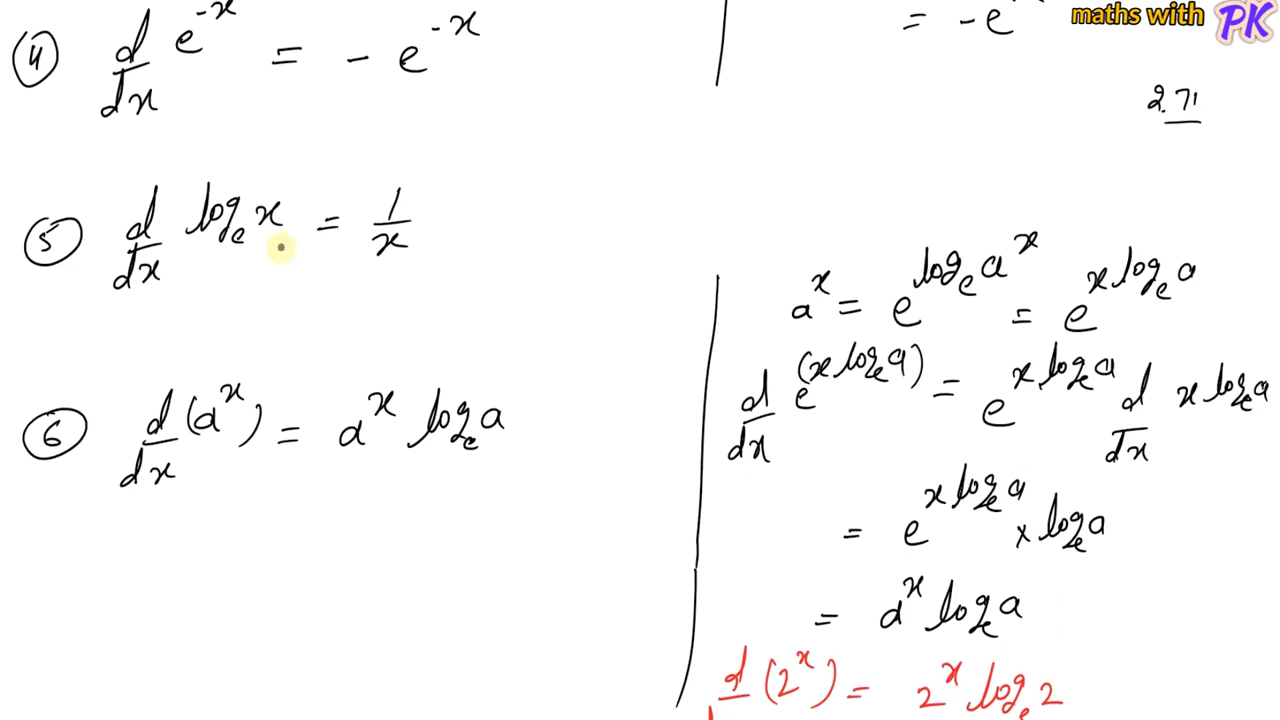 ④ d/dx e^{-x} = - e^{-x}
⑤ d/dx log_e x = 1/x
⑥ d/dx (a^x) = a^x log_e a
maths with PK
= -e
2.71
a^x = e^{log_e a^x} = e^{x log_e a}
d/dx e^{(x log_e a)} = e^{x log_e a} d/dx x log_e a
= e^{x log_e a} × log_e a
= a^x log_e a
d (2^x) = 2^x log_e 2